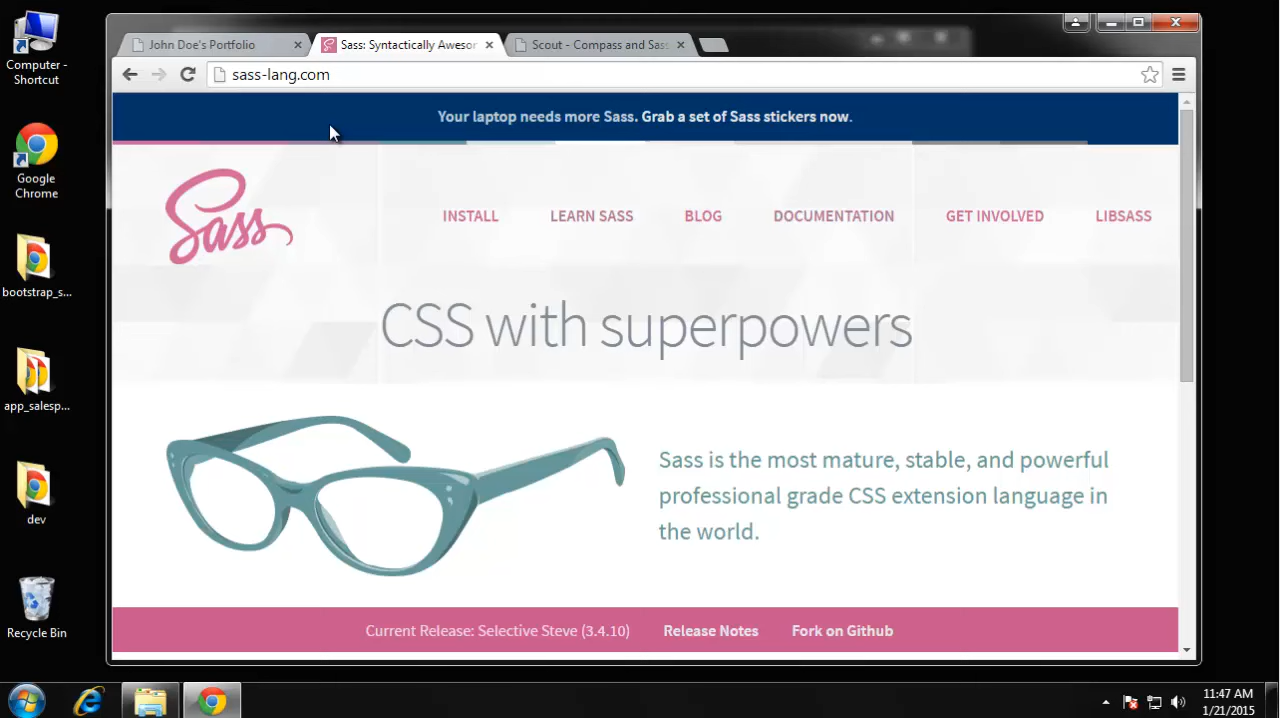 Computer - Shortcut
Google Chrome
bootstrap_s...
app_salesp...
dev
Recycle Bin
John Doe's Portfolio
Sass: Syntactically Awesor
Scout - Compass and Sass
sass-lang.com
Your laptop needs more Sass. Grab a set of Sass stickers now.
Sass
INSTALL
LEARN SASS
BLOG
DOCUMENTATION
GET INVOLVED
LIBSASS
CSS with superpowers
Sass is the most mature, stable, and powerful
professional grade CSS extension language in
the world.
Current Release: Selective Steve (3.4.10)
Release Notes
Fork on Github
11:47 AM
1/21/2015